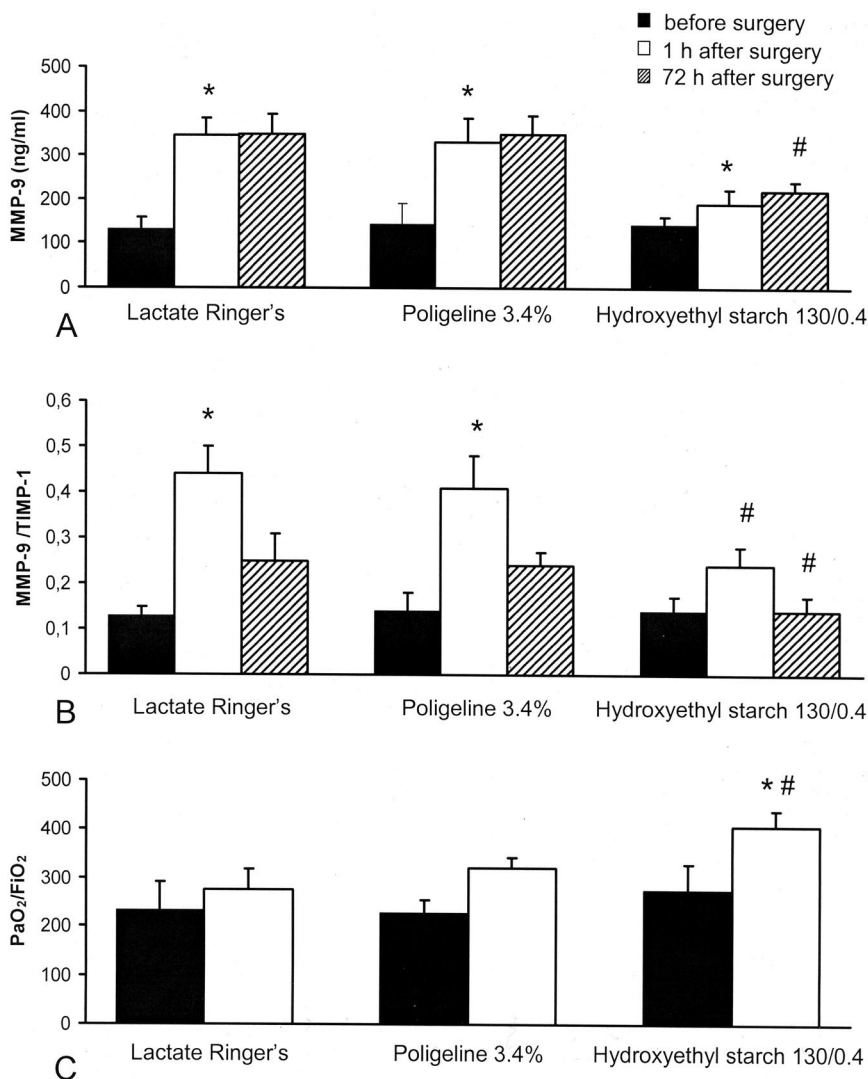 before surgery
1 h after surgery
72 h after surgery
500
400
300
200
100
0
MMP-9 (ng/ml)
*
*
*
#
A
Lactate Ringer's
Poligeline 3.4%
Hydroxyethyl starch 130/0.4
0,6
0,5
0,4
0,3
0,2
0,1
0
MMP-9 /TIMP-1
*
*
#
#
B
Lactate Ringer's
Poligeline 3.4%
Hydroxyethyl starch 130/0.4
500
400
300
200
100
0
PaO₂/FiO₂
* #
C
Lactate Ringer's
Poligeline 3.4%
Hydroxyethyl starch 130/0.4